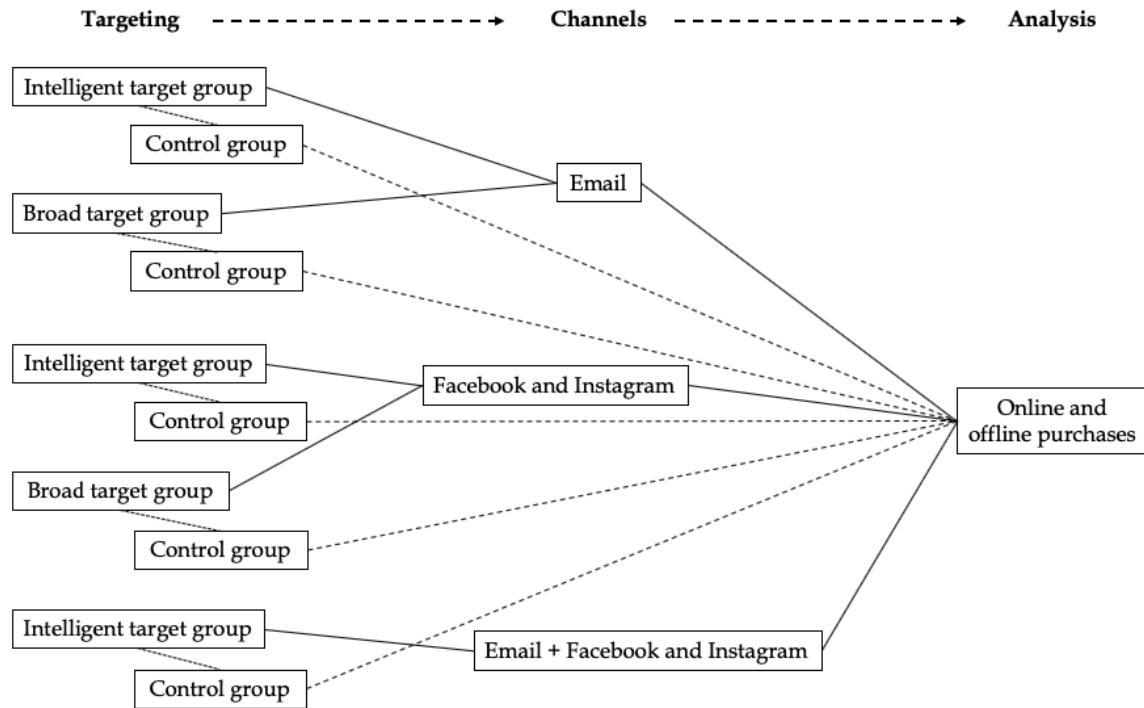 Targeting
Channels
Analysis
Intelligent target group
Control group
Email
Broad target group
Control group
Intelligent target group
Facebook and Instagram
Control group
Online and
offline purchases
Broad target group
Control group
Intelligent target group
Email + Facebook and Instagram
Control group